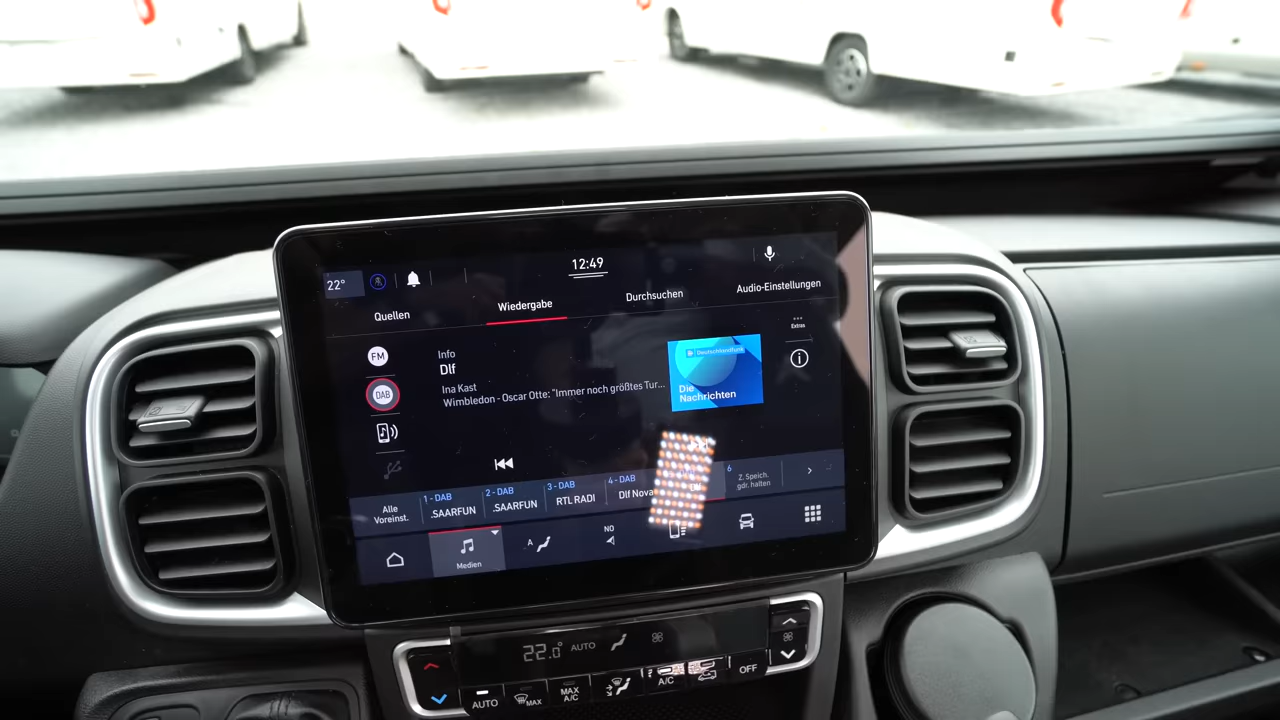 22°
12:49
Quellen
Wiedergabe
Durchsuchen
Audio-Einstellungen
FM
DAB
Info
Dlf
Ina Kast
Wimbledon - Oscar Otte: "Immer noch größtes Tur...
Deutschlandfunk
Die
Nachrichten
Extras
Alle
Voreinst.
1 - DAB
.SAARFUN
2 - DAB
.SAARFUN
3 - DAB
RTL RADI
4 - DAB
Dlf Nova
6
Z. Speich.
gdr. halten
Medien
A
NO
22.0°
AUTO
AUTO
MAX
MAX
A/C
A/C
OFF